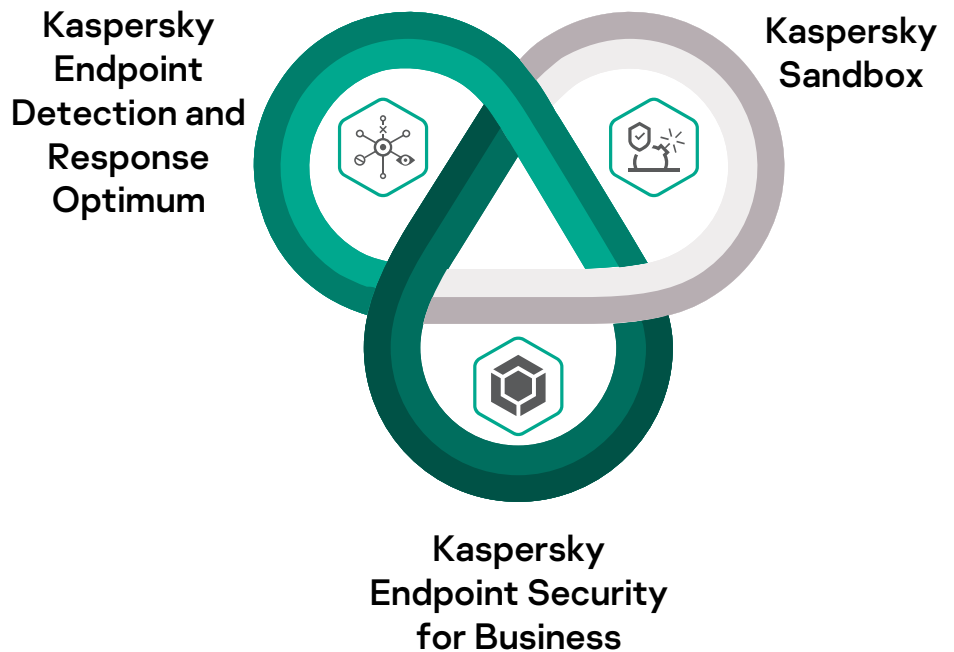 Kaspersky
Endpoint
Detection and
Response
Optimum
Kaspersky
Sandbox
Kaspersky
Endpoint Security
for Business